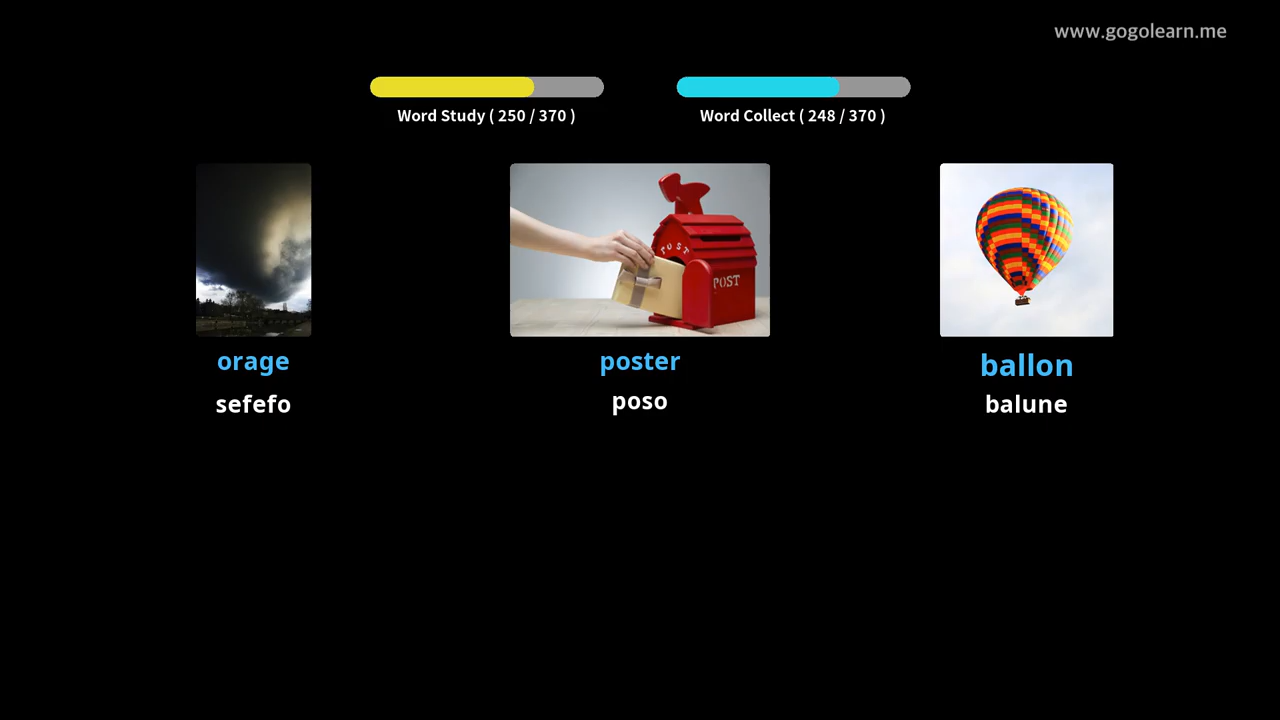 www.gogolearn.me
Word Study ( 250 / 370 )
Word Collect ( 248 / 370 )
POST
POST
orage
poster
ballon
sefefo
poso
balune